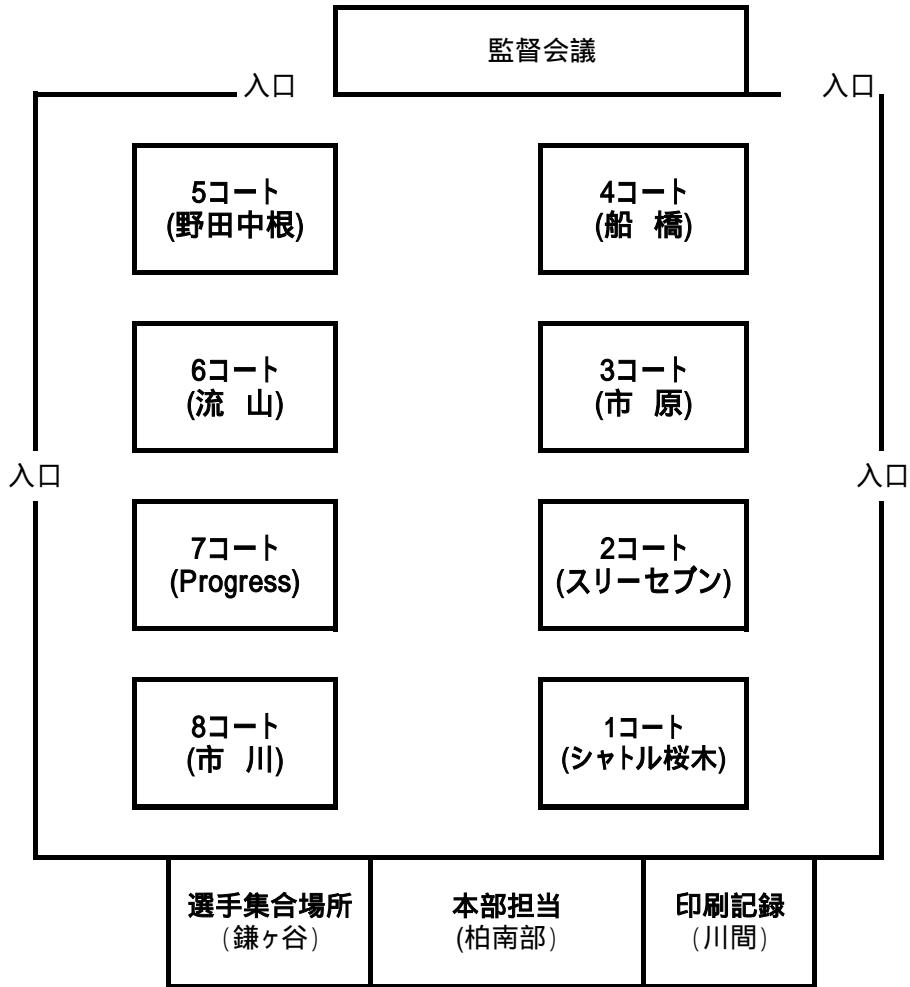 監督会議
入口
入口
5コート
(野田中根)
4コート
(船 橋)
6コート
(流 山)
3コート
(市 原)
入口
入口
7コート
(Progress)
2コート
(スリーセブン)
8コート
(市 川)
1コート
(シャトル桜木)
選手集合場所
(鎌ヶ谷)
本部担当
(柏南部)
印刷記録
(川間)